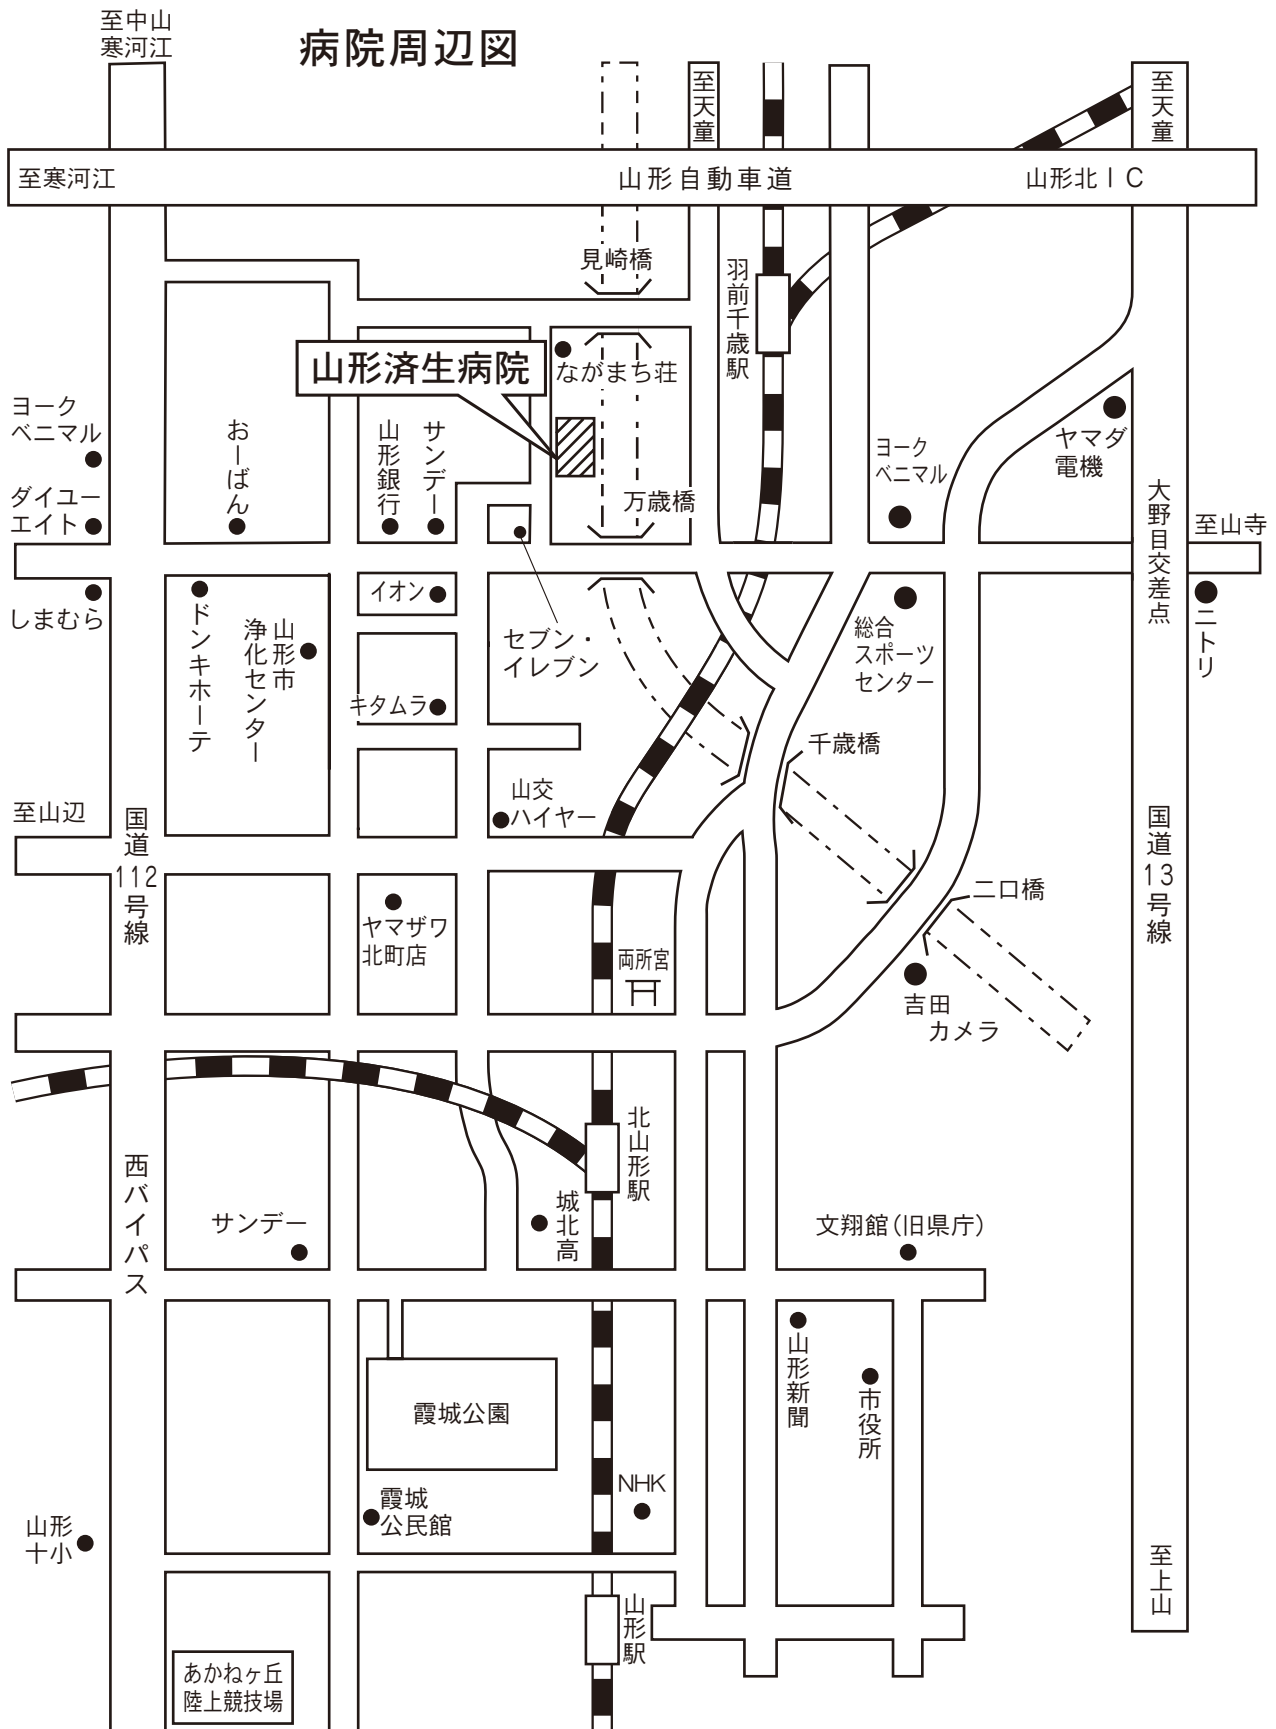 至中山
寒河江
病院周辺図
至天童
至天童
至寒河江
山形自動車道
山形北IC
見崎橋
羽前千歳駅
山形済生病院
ながまち荘
ヨーク
ベニマル
おーばん
山形銀行
サンデー
ヨーク
ベニマル
ヤマダ
電機
ダイユー
エイト
万歳橋
大野目交差点
至山寺
しまむら
ドンキホーテ
山形市
浄化センター
イオン
セブン・
イレブン
総合
スポーツ
センター
ニトリ
キタムラ
千歳橋
至山辺
国道112号線
山交
ハイヤー
国道13号線
ヤマザワ
北町店
両所宮
二口橋
吉田
カメラ
北山形駅
西バイパス
サンデー
城北高
文翔館(旧県庁)
山形新聞
市役所
霞城公園
霞城
公民館
NHK
山形
十小
至上山
山形駅
あかねヶ丘
陸上競技場